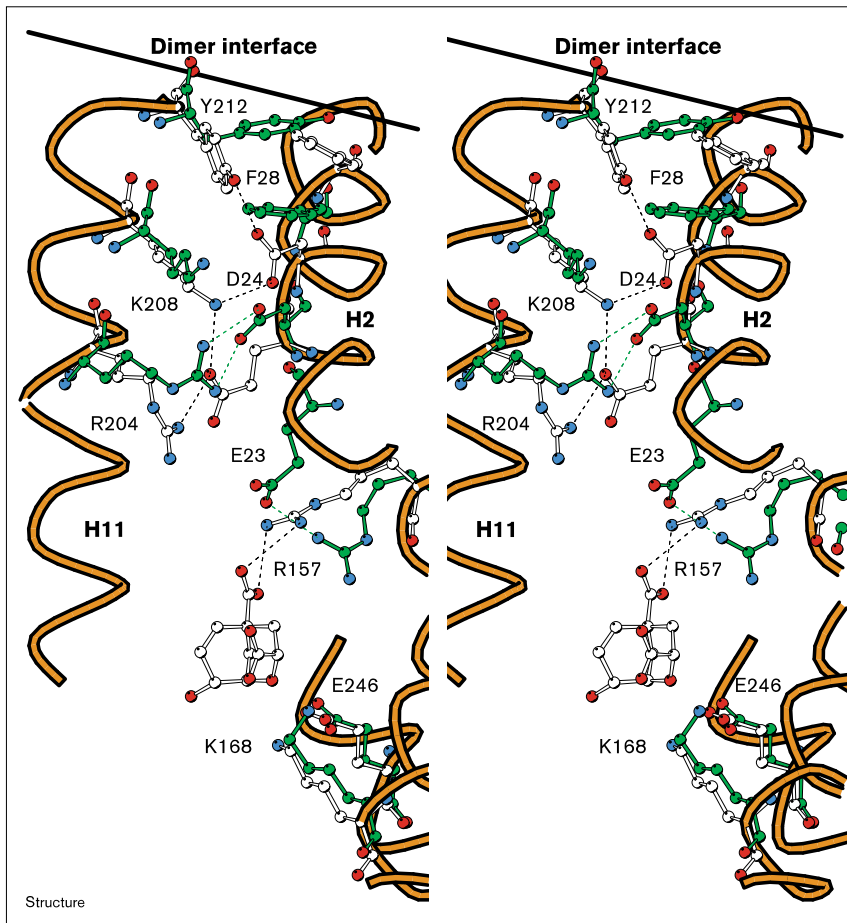 Dimer interface
Y212
F28
D24
K208
H2
R204
E23
H11
R157
E246
K168
Dimer interface
Y212
F28
D24
K208
H2
R204
E23
H11
R157
E246
K168
Structure